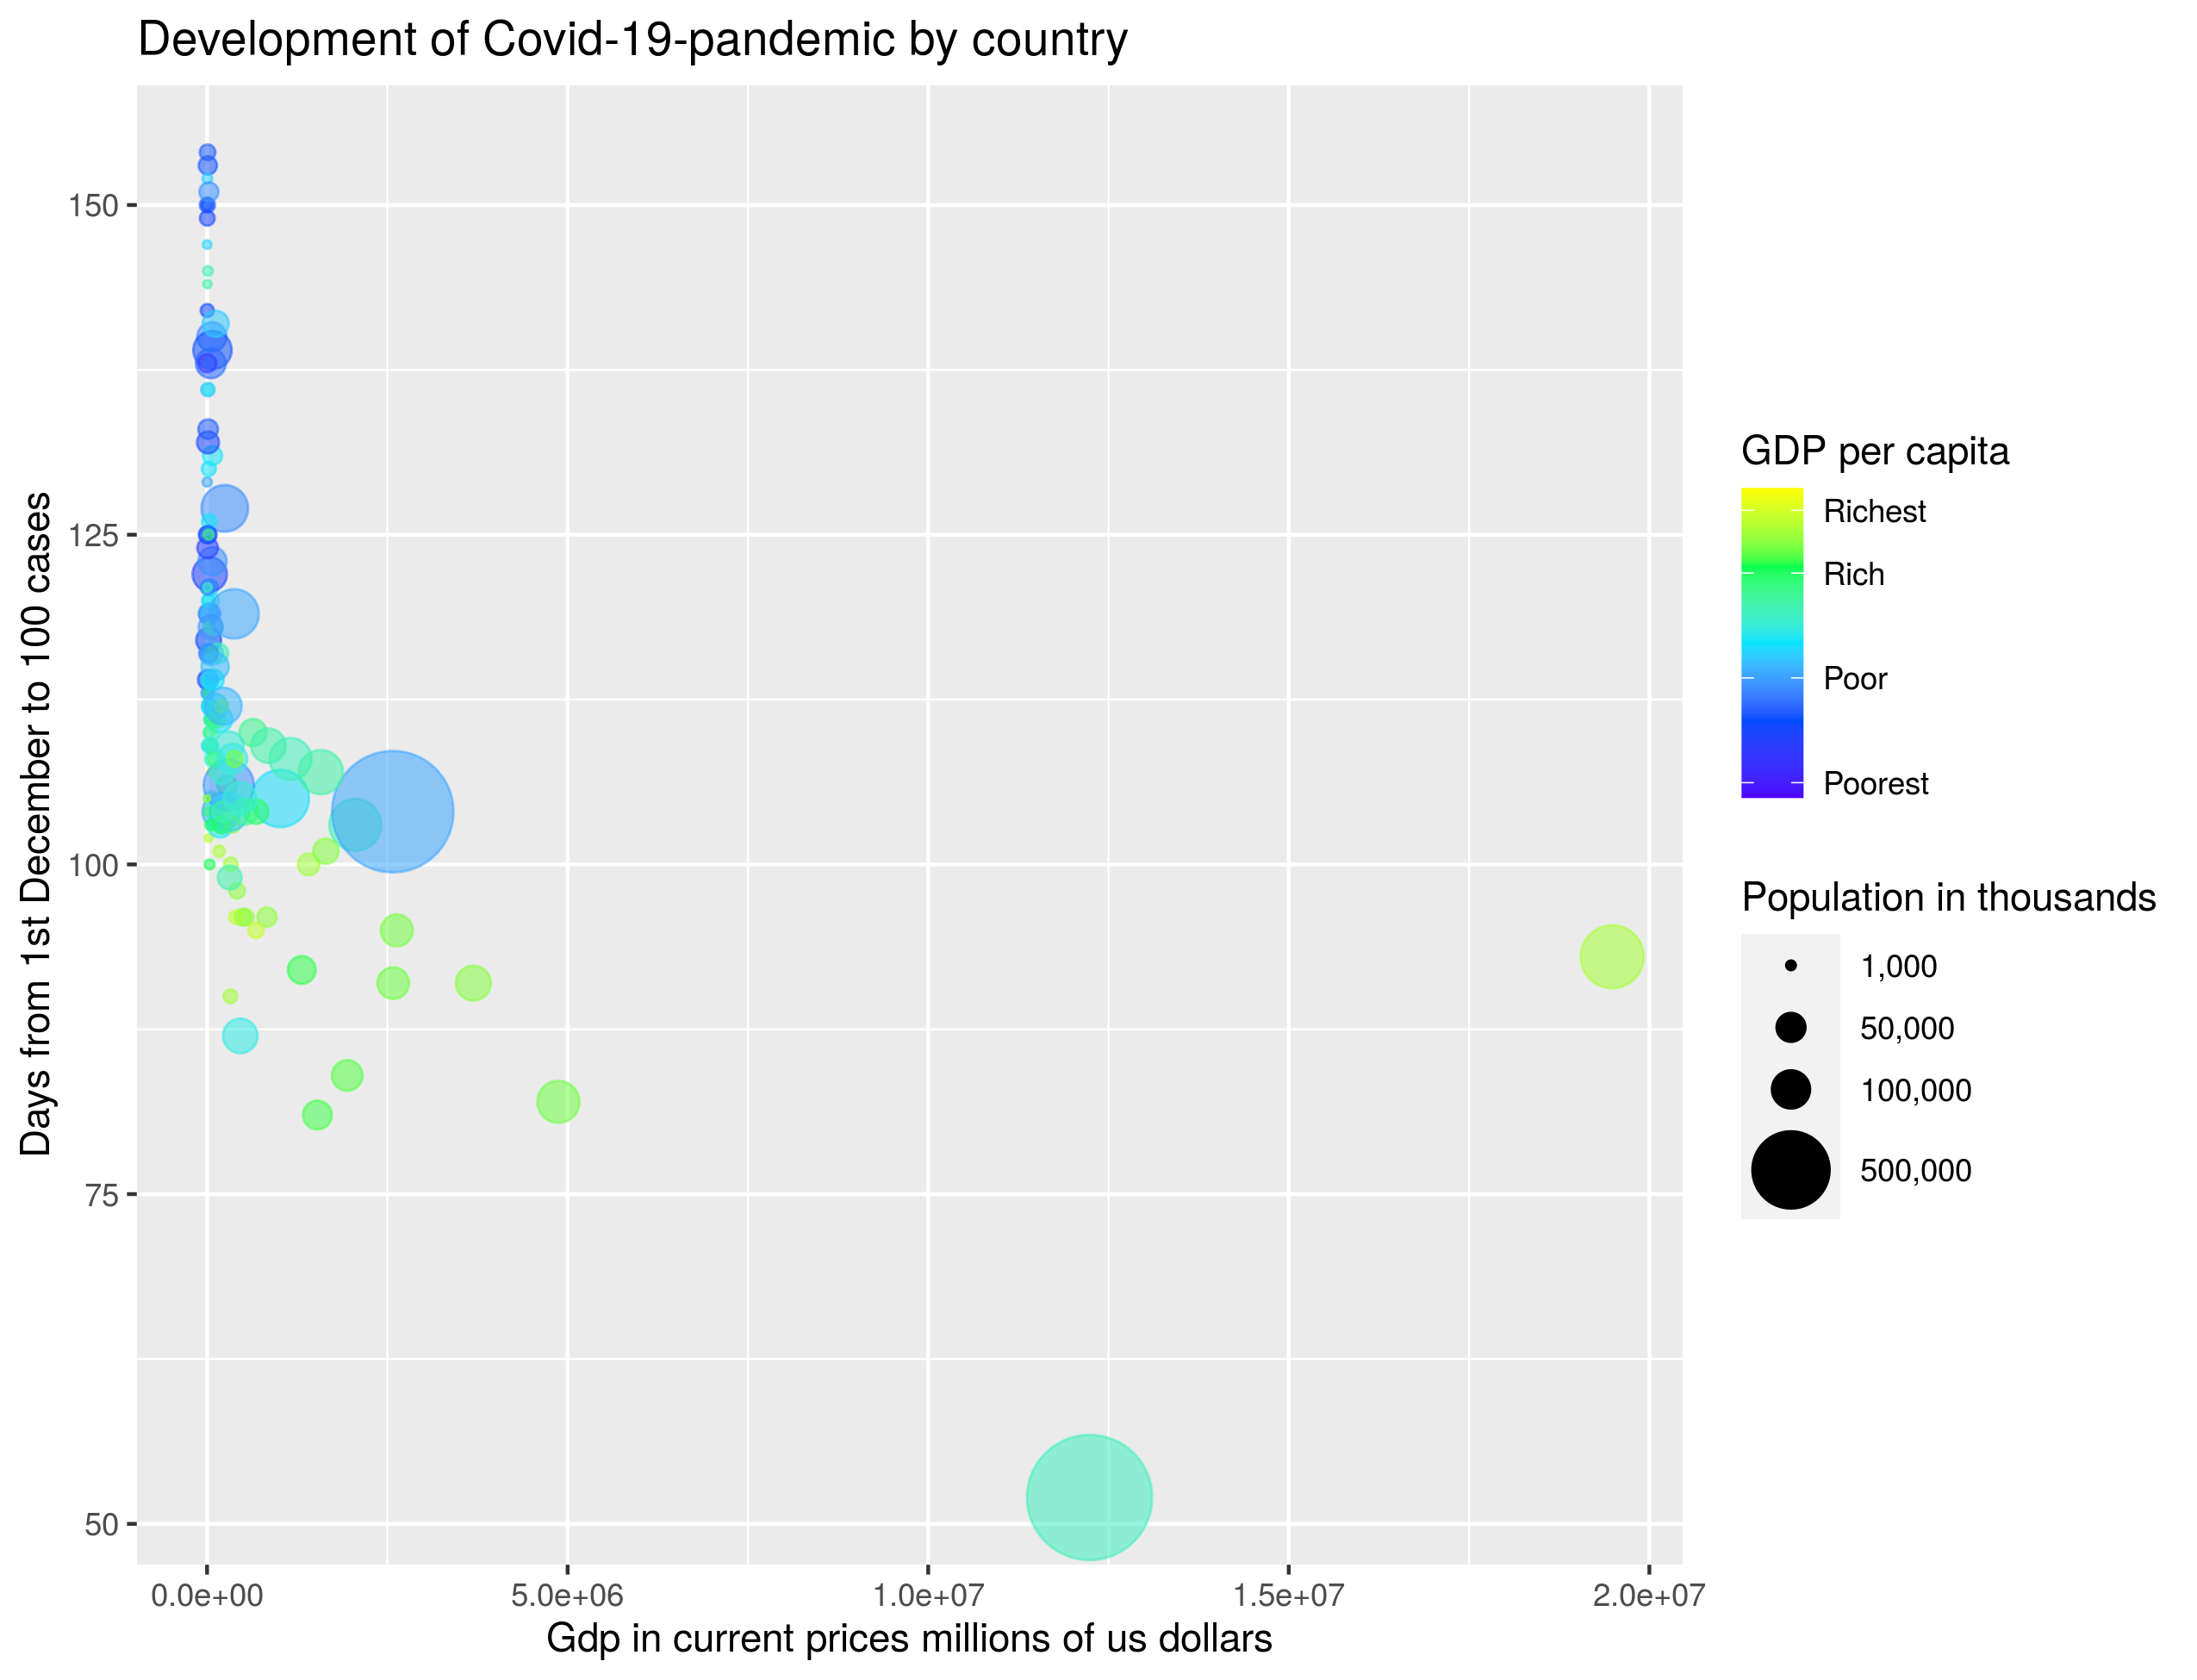 Development of Covid-19-pandemic by country
Days from 1st December to 100 cases
150
125
100
75
50
0.0e+00 5.0e+06 1.0e+07 1.5e+07 2.0e+07
Gdp in current prices millions of us dollars
GDP per capita
Richest
Rich
Poor
Poorest
Population in thousands
1,000
50,000
100,000
500,000